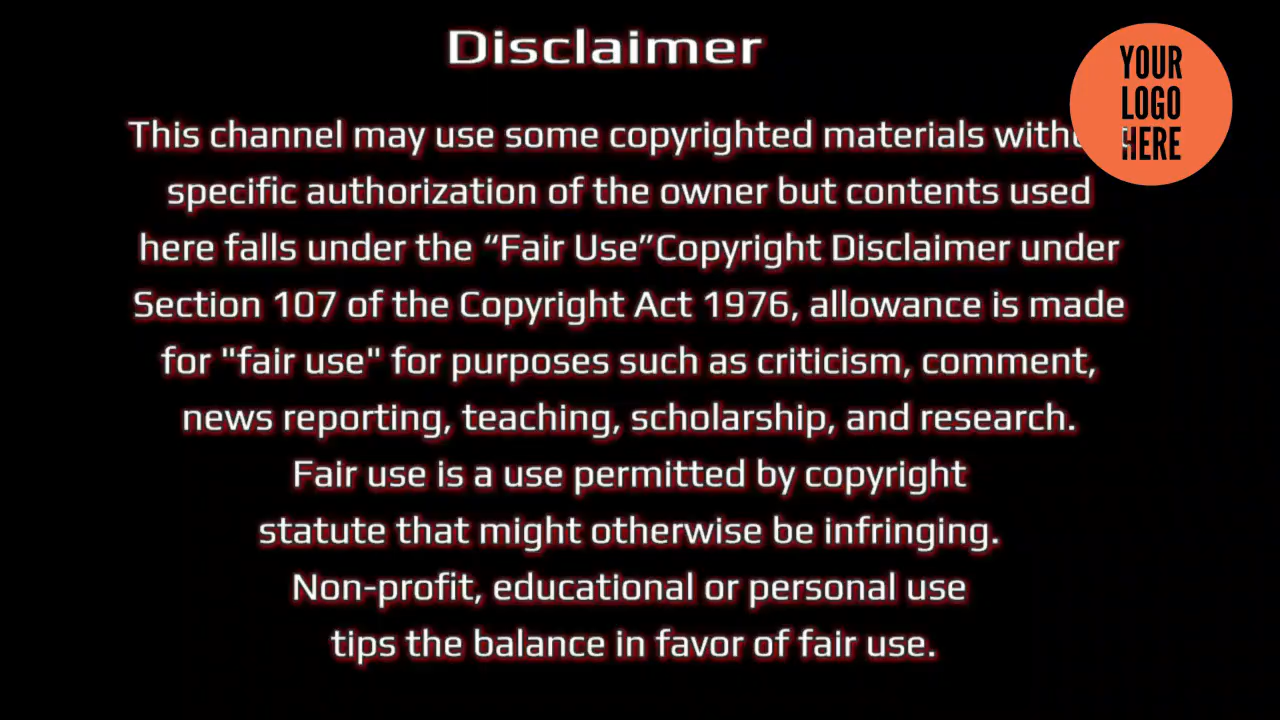 Disclaimer
This channel may use some copyrighted materials
specific authorization of the owner but contents used
here falls under the “Fair Use”Copyright Disclaimer under
Section 107 of the Copyright Act 1976, allowance is made
for "fair use" for purposes such as criticism, comment,
news reporting, teaching, scholarship, and research.
Fair use is a use permitted by copyright
statute that might otherwise be infringing.
Non-profit, educational or personal use
tips the balance in favor of fair use.
YOUR
LOGO
HERE